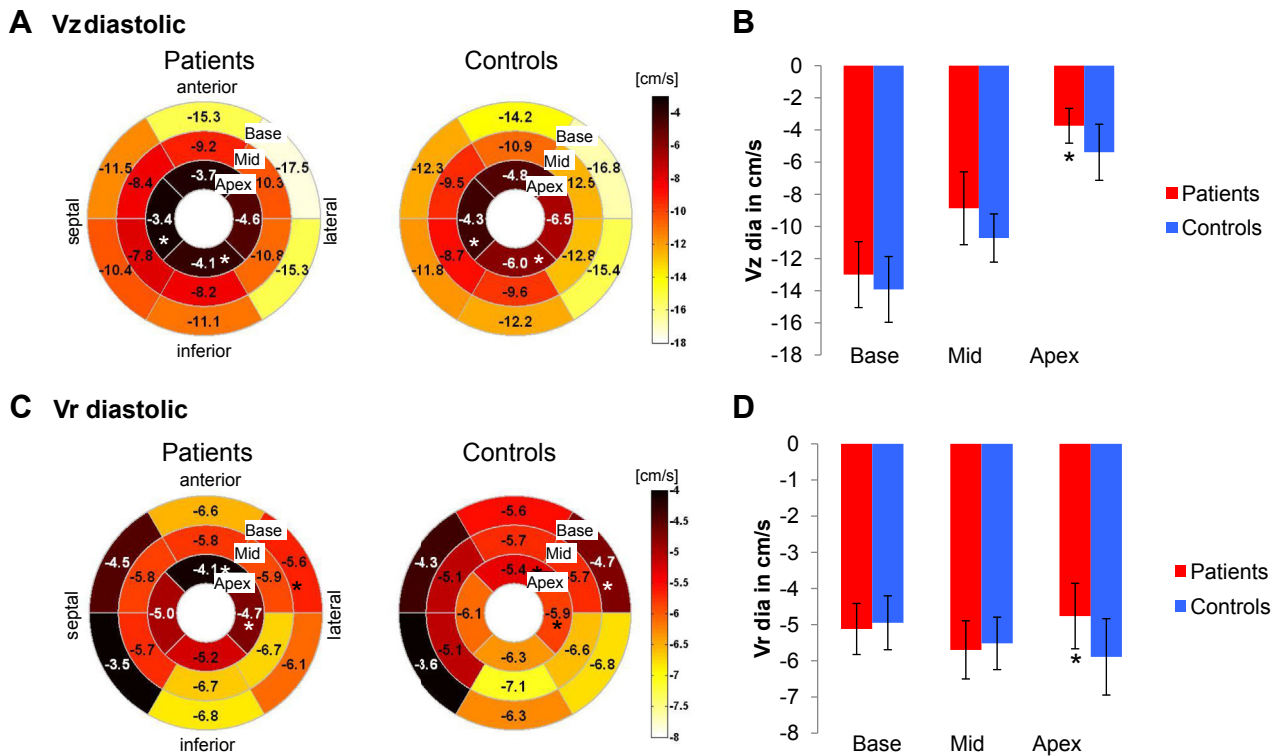 A Vz diastolic
Patients
Controls
anterior
[cm/s]
-15.3
Base
-9.2
Mid
-11.5
-17.5
-8.4
-3.7
Apex
-10.3
septal
-3.4
-4.6
lateral
*
*
-7.8
-4.1
-10.8
-10.4
-15.3
-8.2
-11.1
inferior
-14.2
Base
-10.9
Mid
-12.3
-16.8
-9.5
-4.8
Apex
-12.5
-4.3
-6.5
*
*
-8.7
-6.0
-12.8
-11.8
-15.4
-9.6
-12.2
-4
-6
-8
-10
-12
-14
-16
-18
B
0
-2
-4
-6
-8
-10
-12
-14
-16
-18
Vz dia in cm/s
*
Base Mid Apex
Patients
Controls
C Vr diastolic
Patients
Controls
anterior
[cm/s]
-6.6
Base
-5.8
Mid
-4.5
-5.6
-5.8
-4.1*
Apex
-5.9
*
septal
-5.0
-4.7
*
lateral
-5.7
-5.2
-6.7
-3.5
-6.1
-6.7
-6.8
inferior
-5.6
Base
-5.7
Mid
-4.3
-4.7
-5.1
-5.4*
Apex
-5.7
*
-6.1
-5.9
*
-5.1
-6.3
-6.6
-3.6
-6.8
-7.1
-6.3
-4
-4.5
-5
-5.5
-6
-6.5
-7
-7.5
-8
D
0
-1
-2
-3
-4
-5
-6
-7
-8
Vr dia in cm/s
*
Base Mid Apex
Patients
Controls